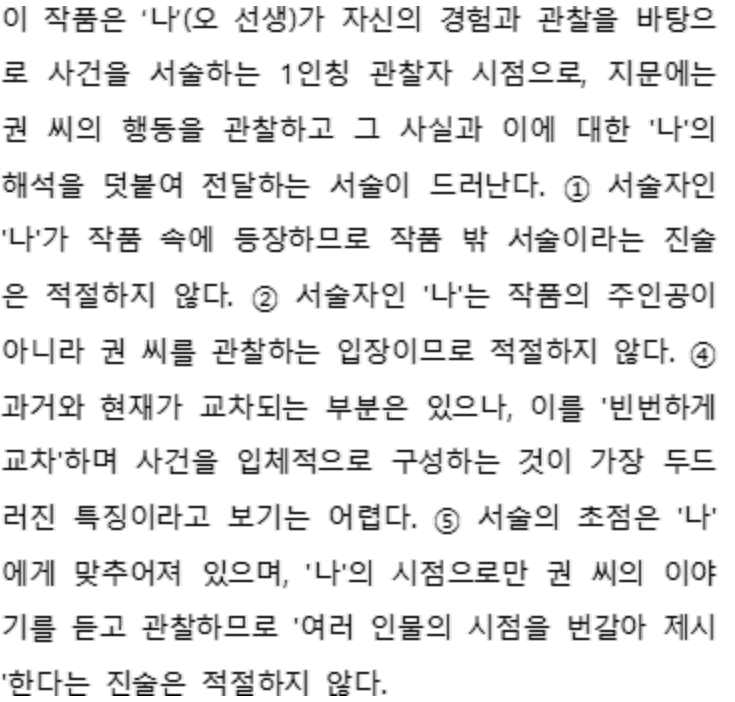 이 작품은 '나'(오 선생)가 자신의 경험과 관찰을 바탕으
로 사건을 서술하는 1인칭 관찰자 시점으로, 지문에는
권 씨의 행동을 관찰하고 그 사실과 이에 대한 '나'의
해석을 덧붙여 전달하는 서술이 드러난다. ① 서술자인
'나'가 작품 속에 등장하므로 작품 밖 서술이라는 진술
은 적절하지 않다. ② 서술자인 '나'는 작품의 주인공이
아니라 권 씨를 관찰하는 입장이므로 적절하지 않다. ④
과거와 현재가 교차되는 부분은 있으나, 이를 '빈번하게
교차'하며 사건을 입체적으로 구성하는 것이 가장 두드
러진 특징이라고 보기는 어렵다. ⑤ 서술의 초점은 '나'
에게 맞추어져 있으며, '나'의 시점으로만 권 씨의 이야
기를 듣고 관찰하므로 '여러 인물의 시점을 번갈아 제시
'한다는 진술은 적절하지 않다.